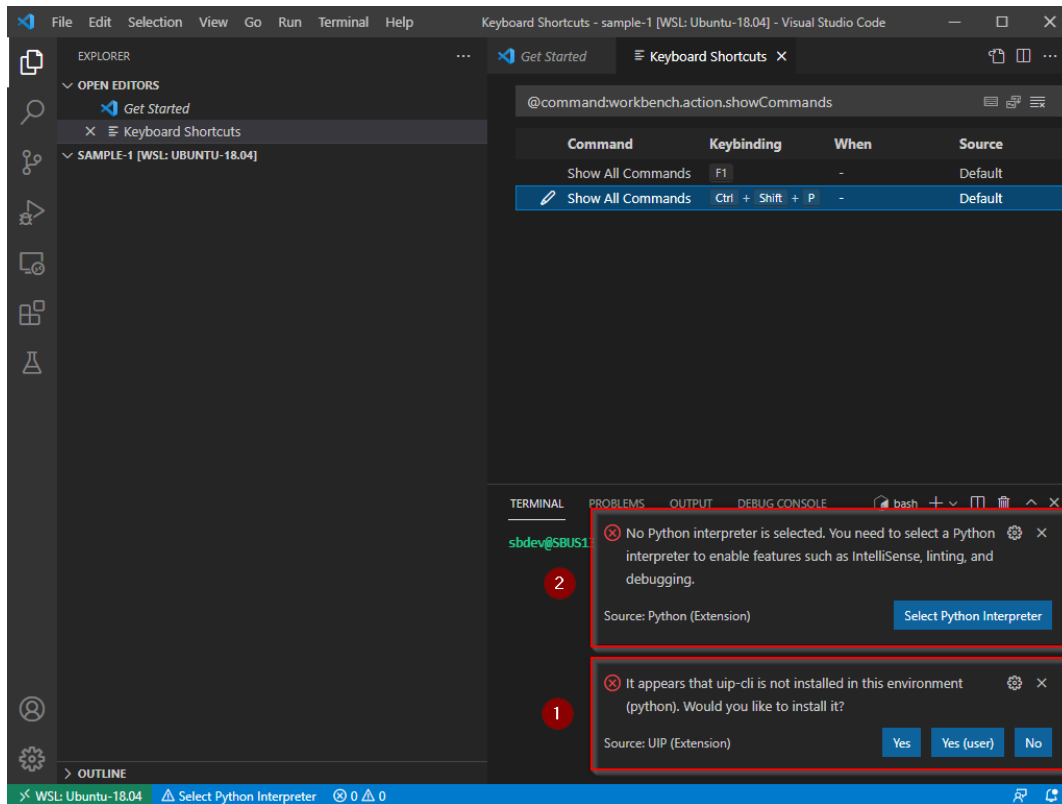 File Edit Selection View Go Run Terminal Help Keyboard Shortcuts - sample-1 [WSL: Ubuntu-18.04] - Visual Studio Code
EXPLORER
OPEN EDITORS
Get Started
Keyboard Shortcuts
SAMPLE-1 [WSL: UBUNTU-18.04]
OUTLINE
Get Started Keyboard Shortcuts
@command:workbench.action.showCommands
Command Keybinding When Source
Show All Commands F1 - Default
Show All Commands Ctrl + Shift + P - Default
TERMINAL PROBLEMS OUTPUT DEBUG CONSOLE bash
sbdev@SBUS1
2
No Python interpreter is selected. You need to select a Python
interpreter to enable features such as IntelliSense, linting, and
debugging.
Source: Python (Extension) Select Python Interpreter
1
It appears that uip-cli is not installed in this environment
(python). Would you like to install it?
Source: UIP (Extension) Yes Yes (user) No
WSL: Ubuntu-18.04 Select Python Interpreter 0 0